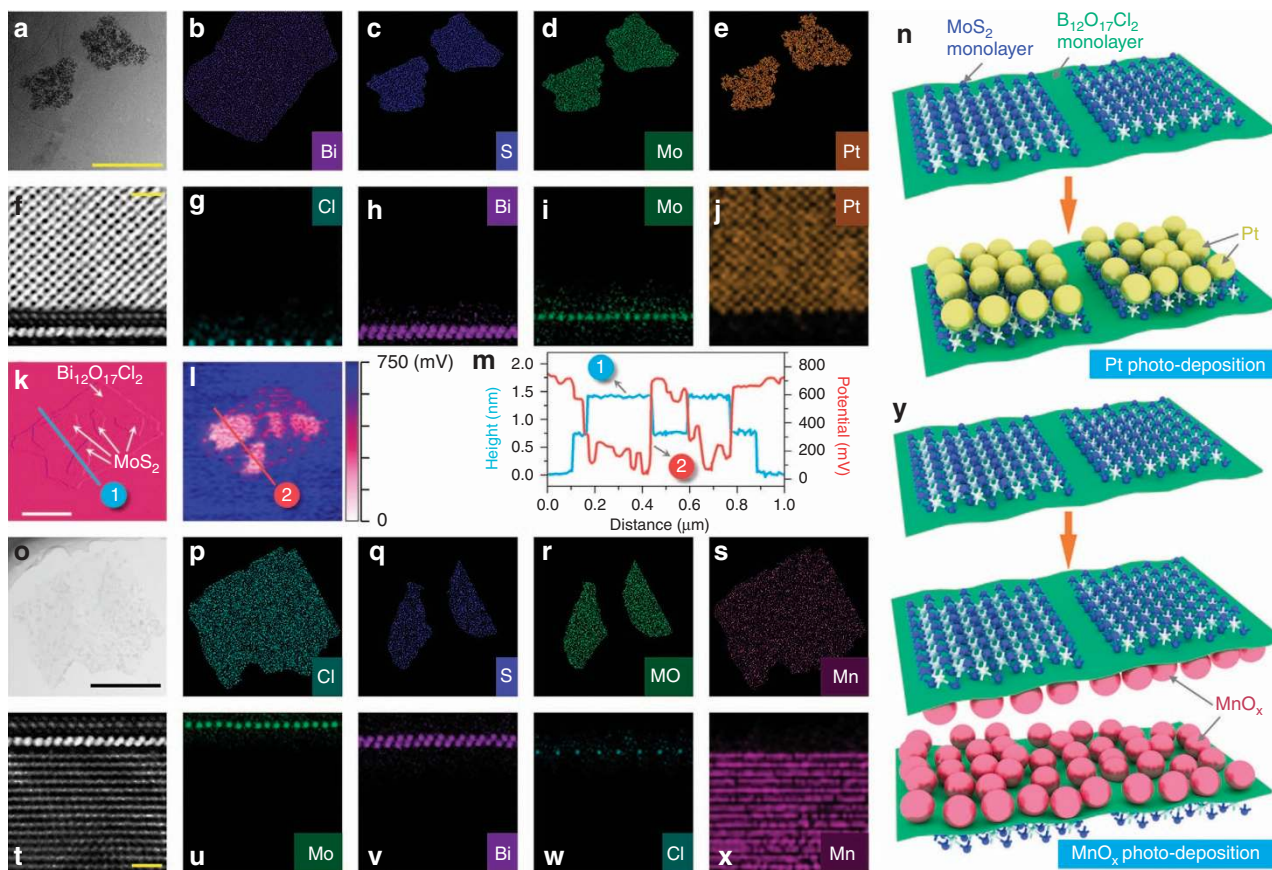 a
b
c
d
e
Bi
S
Mo
Pt
f
g
h
i
j
Cl
Bi
Mo
Pt
k
Bi₁₂O₁₇Cl₂
MoS₂
1
l
2
750 (mV)
0
m
1
2
Height (nm)
2.0
1.5
1.0
0.5
0.0
Potential (mV)
800
600
400
200
0
0.0 0.2 0.4 0.6 0.8 1.0
Distance (μm)
n
MoS₂
monolayer
B₁₂O₁₇Cl₂
monolayer
Pt
Pt photo-deposition
o
p
q
r
s
Cl
S
MO
Mn
t
u
v
w
x
Mo
Bi
Cl
Mn
y
MnOₓ
MnOₓ photo-deposition